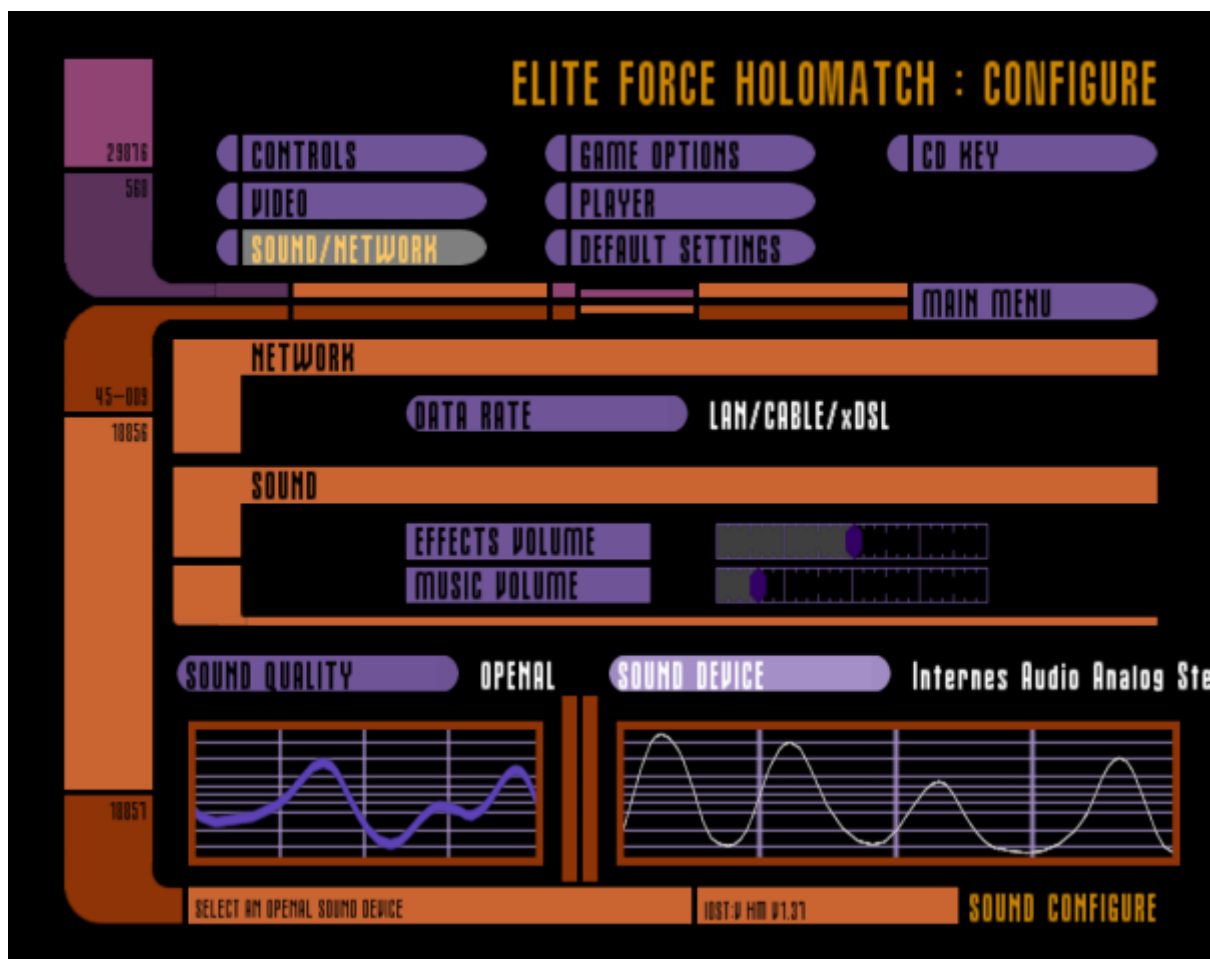 ELITE FORCE HOLOMATCH : CONFIGURE
29876
560
CONTROLS
GAME OPTIONS
CD KEY
VIDEO
PLAYER
SOUND/NETWORK
DEFAULT SETTINGS
MAIN MENU
NETWORK
45-009
18856
DATA RATE
LAN/CABLE/xDSL
SOUND
EFFECTS VOLUME
MUSIC VOLUME
SOUND QUALITY
OPENAL
SOUND DEVICE
Internes Audio Analog Ste
18857
SELECT AN OPENAL SOUND DEVICE
IOST:V HM V1.37
SOUND CONFIGURE